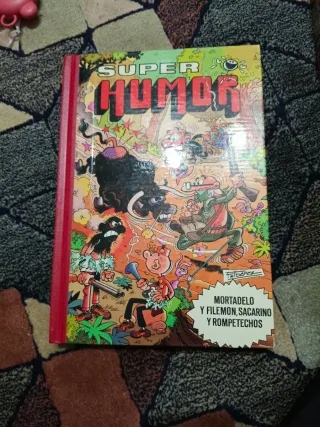 SUPER
HUMOR
MORTADELO
Y FILEMON, SACARINO
Y ROMPETECHOS